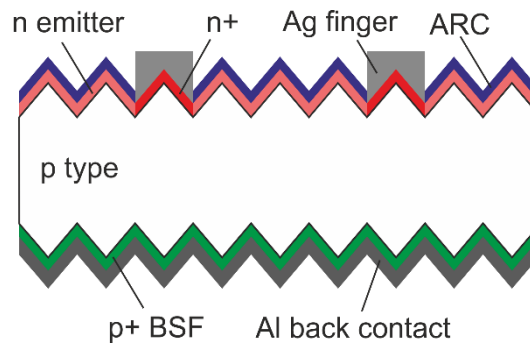 n emitter
n+
Ag finger
ARC
p type
p+ BSF
Al back contact